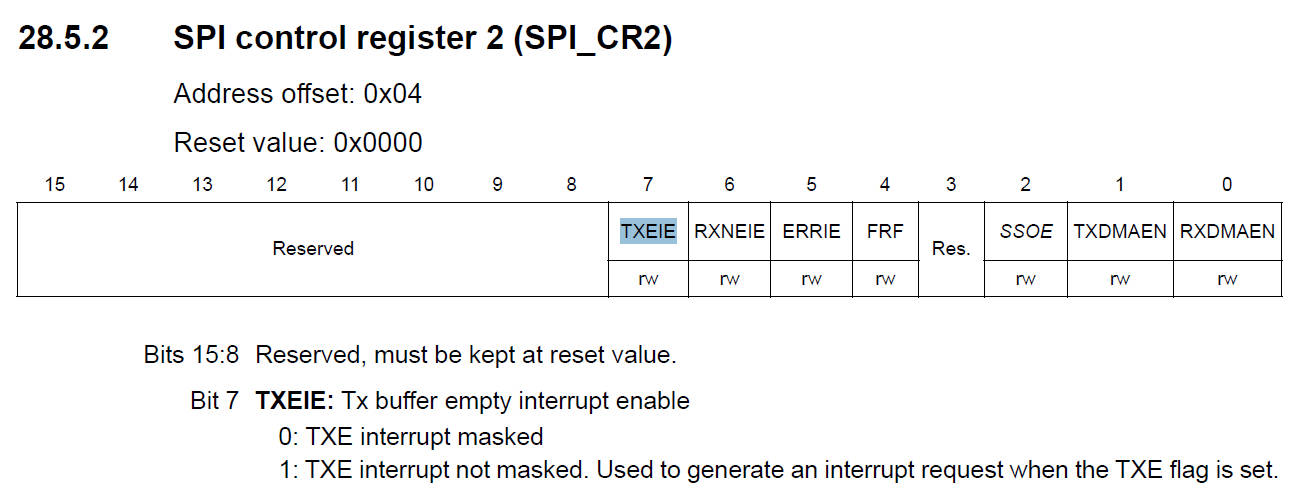 28.5.2 SPI control register 2 (SPI_CR2)
Address offset: 0x04
Reset value: 0x0000
15 14 13 12 11 10 9 8 7 6 5 4 3 2 1 0
Reserved TXEIE RXNEIE ERRIE FRF Res. SSOE TXDMAEN RXDMAEN
rw rw rw rw rw rw rw
Bits 15:8 Reserved, must be kept at reset value.
Bit 7 TXEIE: Tx buffer empty interrupt enable
0: TXE interrupt masked
1: TXE interrupt not masked. Used to generate an interrupt request when the TXE flag is set.